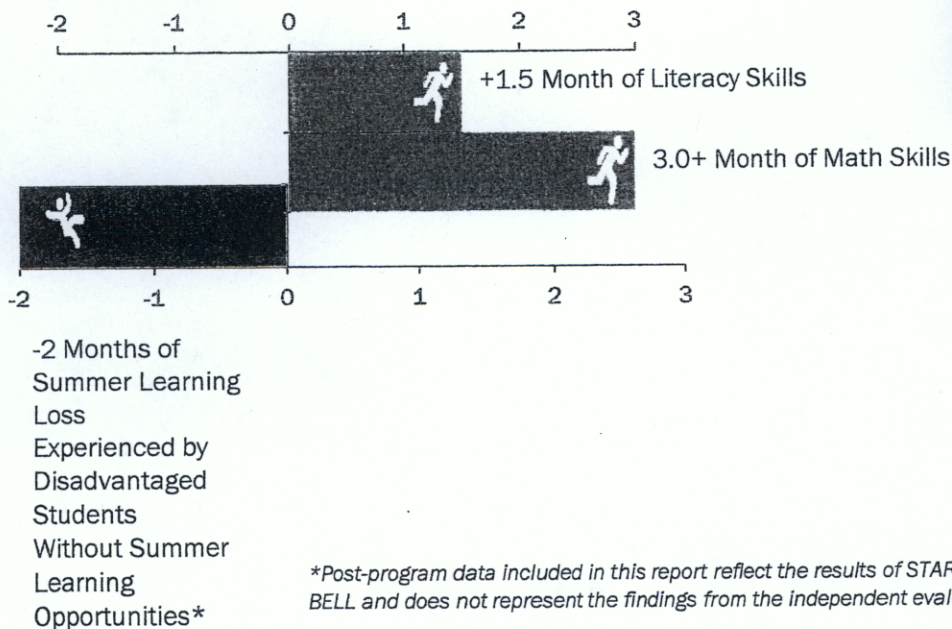 -2 -1 0 1 2 3
+1.5 Month of Literacy Skills
3.0+ Month of Math Skills
-2 -1 0 1 2 3
-2 Months of
Summer Learning
Loss
Experienced by
Disadvantaged
Students
Without Summer
Learning
Opportunities*
*Post-program data included in this report reflect the results of STAR
BELL and does not represent the findings from the independent eval